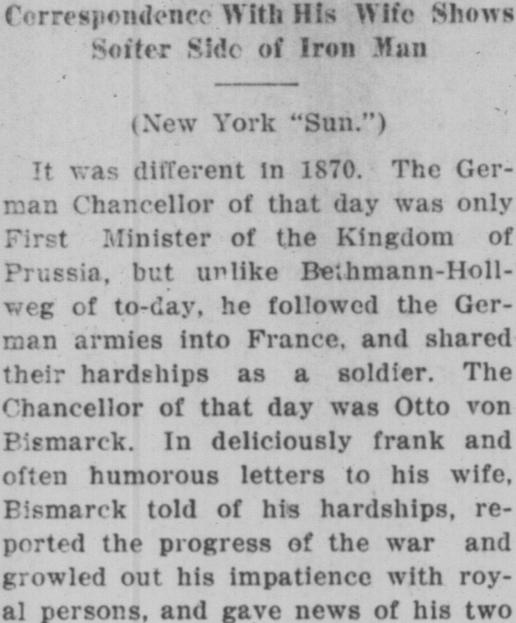 Correspondence With His Wife Shows
Softer Side of Iron Man
(New York "Sun.")
It was different in 1870. The Ger-
man Chancellor of that day was only
First Minister of the Kingdom of
Prussia, but unlike Bethmann-Holl-
weg of to-day, he followed the Ger-
man armies into France, and shared
their hardships as a soldier. The
Chancellor of that day was Otto von
Bismarck. In deliciously frank and
often humorous letters to his wife,
Bismarck told of his hardships, re-
ported the progress of the war and
growled out his impatience with roy-
al persons, and gave news of his two